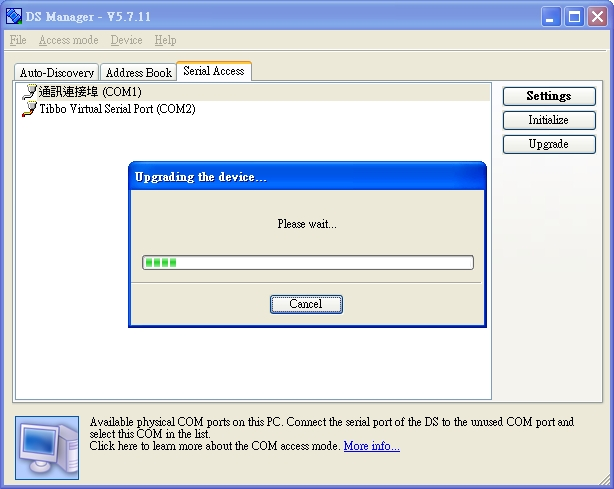 DS Manager - V5.7.11
File Access mode Device Help
Auto-Discovery Address Book Serial Access
通訊連接埠 (COM1)
Tibbo Virtual Serial Port (COM2)
Settings
Initialize
Upgrade
Upgrading the device...
Please wait...
Cancel
Available physical COM ports on this PC. Connect the serial port of the DS to the unused COM port and
select this COM in the list.
Click here to learn more about the COM access mode. More info...